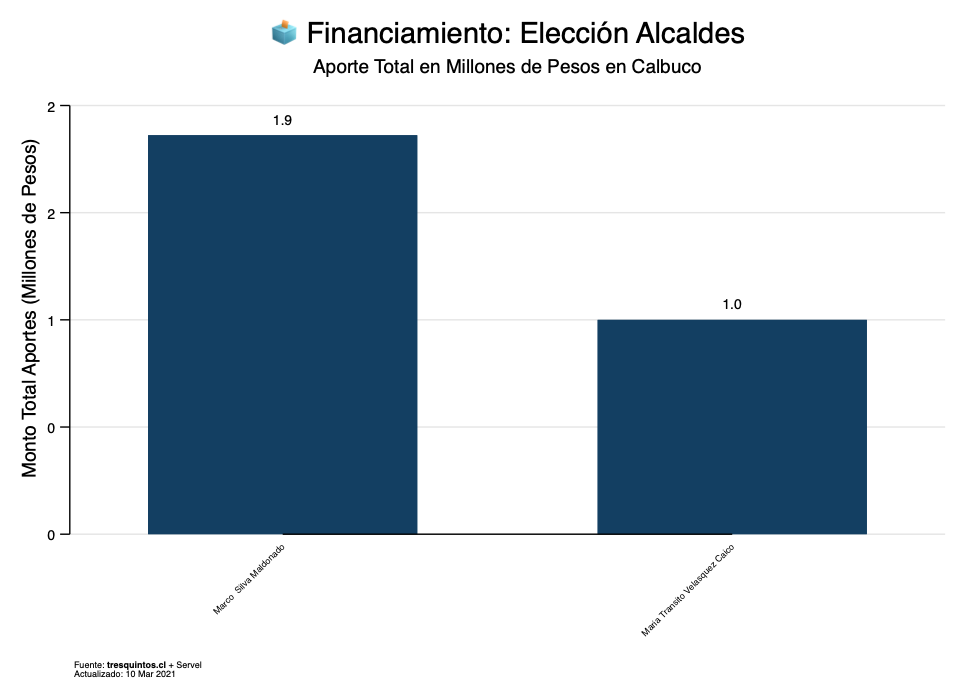 Financiamiento: Elección Alcaldes
Aporte Total en Millones de Pesos en Calbuco
Monto Total Aportes (Millones de Pesos)
2
2
1
0
0
1.9
1.0
Marco Silva Maldonado
Maria Transito Velasquez Caico
Fuente: tresquintos.cl + Servel
Actualizado: 10 Mar 2021